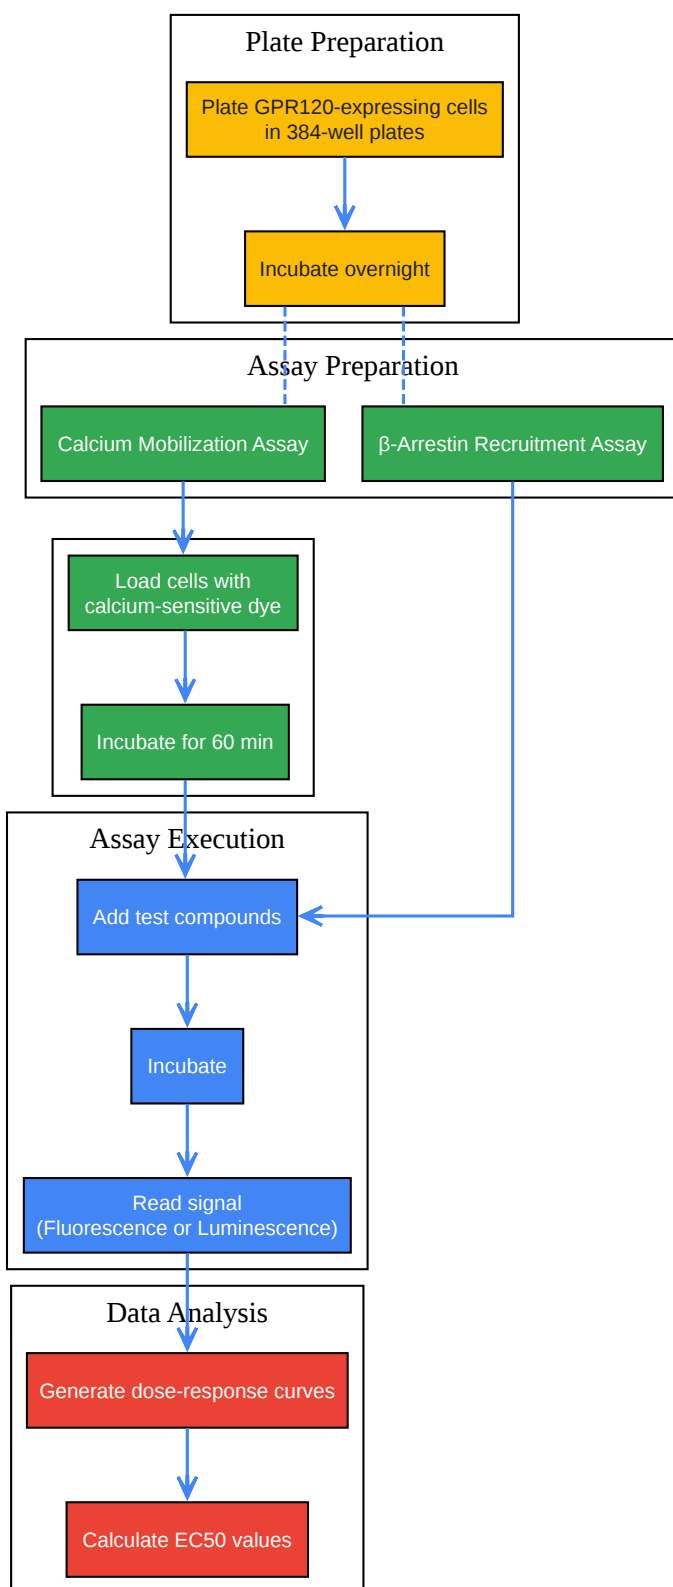 Plate Preparation
Plate GPR120-expressing cells
in 384-well plates
Incubate overnight
Assay Preparation
Calcium Mobilization Assay
β-Arrestin Recruitment Assay
Load cells with
calcium-sensitive dye
Incubate for 60 min
Assay Execution
Add test compounds
Incubate
Read signal
(Fluorescence or Luminescence)
Data Analysis
Generate dose-response curves
Calculate EC50 values